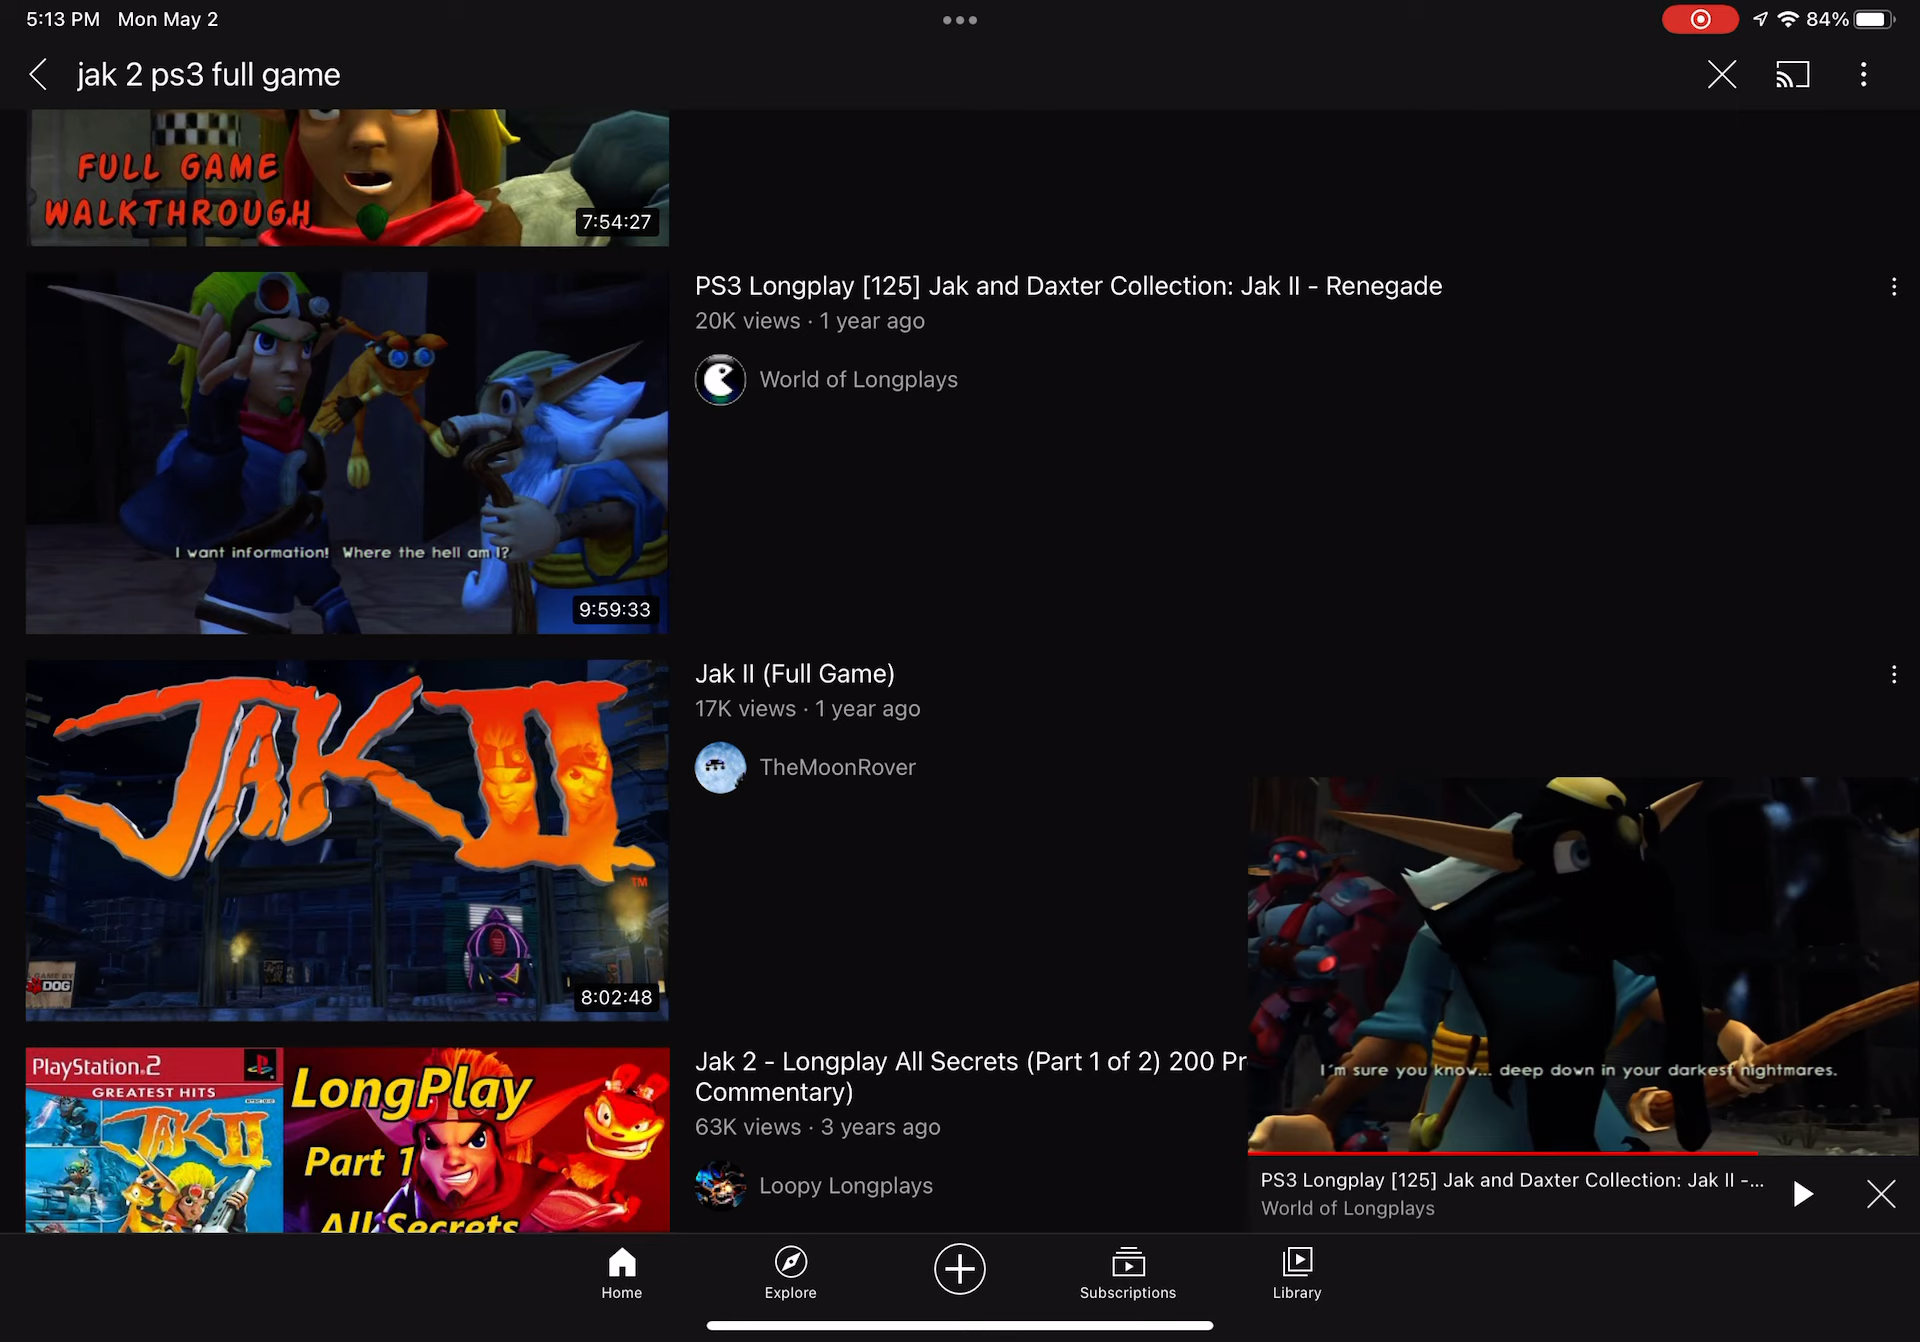 5:13 PM Mon May 2
84%
jak 2 ps3 full game
FULL GAME
WALKTHROUGH
7:54:27
PS3 Longplay [125] Jak and Daxter Collection: Jak II - Renegade
20K views · 1 year ago
World of Longplays
I want information! Where the hell am I?
9:59:33
Jak II (Full Game)
17K views · 1 year ago
TheMoonRover
JAK II
TM
GAME BY
DOG
8:02:48
Jak 2 - Longplay All Secrets (Part 1 of 2) 200 Pr
Commentary)
63K views · 3 years ago
Loopy Longplays
PlayStation 2
GREATEST HITS
JAK II
LongPlay
Part 1
All Secrets
I'm sure you know... deep down in your darkest nightmares.
PS3 Longplay [125] Jak and Daxter Collection: Jak II -...
World of Longplays
Home
Explore
Subscriptions
Library